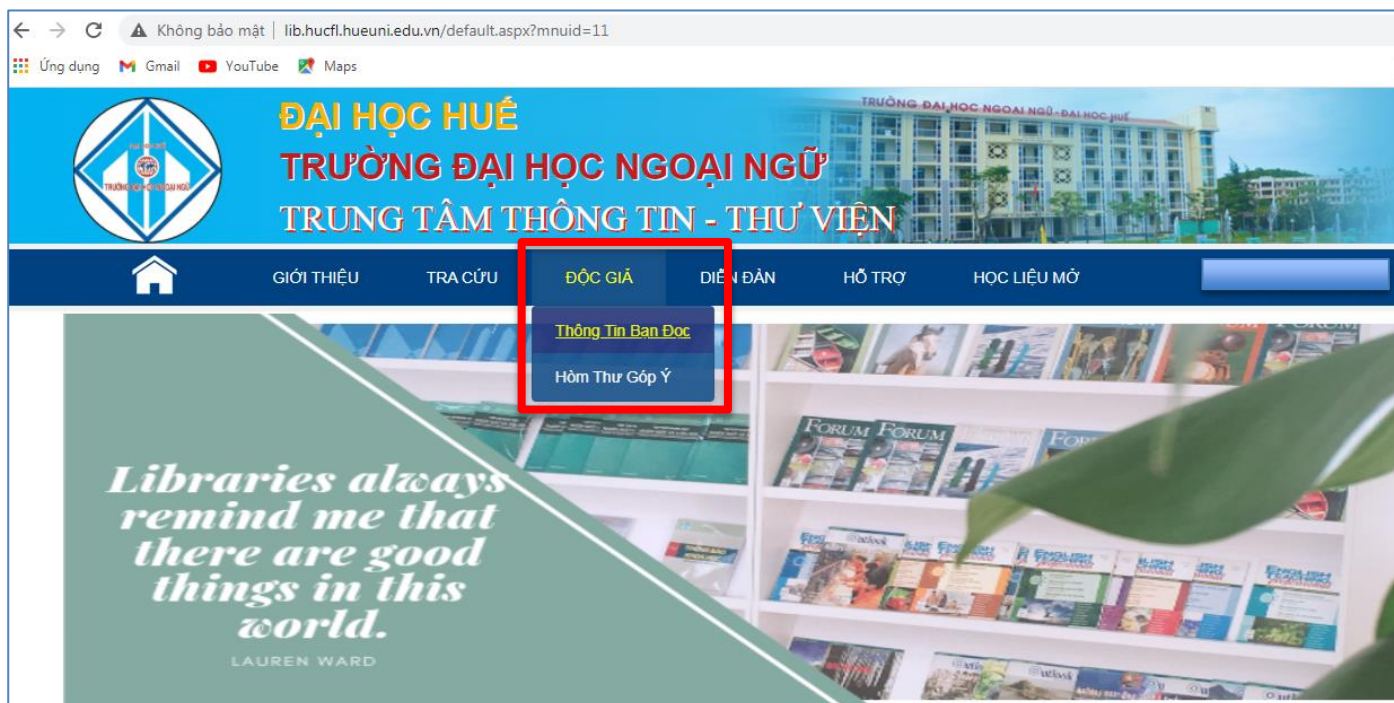 Không bảo mật | lib.hucfl.hueuni.edu.vn/default.aspx?mnuid=11
Ứng dụng Gmail YouTube Maps
ĐẠI HỌC HUẾ
TRƯỜNG ĐẠI HỌC NGOẠI NGỮ
TRUNG TÂM THÔNG TIN - THƯ VIỆN
TRƯỜNG ĐẠI HỌC NGOẠI NGỮ - ĐẠI HỌC HUẾ
GIỚI THIỆU TRA CỨU ĐỘC GIẢ DIỄN ĐÀN HỖ TRỢ HỌC LIỆU MỞ
Thông Tin Bạn Đọc
Hòm Thư Góp Ý
Libraries always
remind me that
there are good
things in this
world.
LAUREN WARD
FORUM FORUM